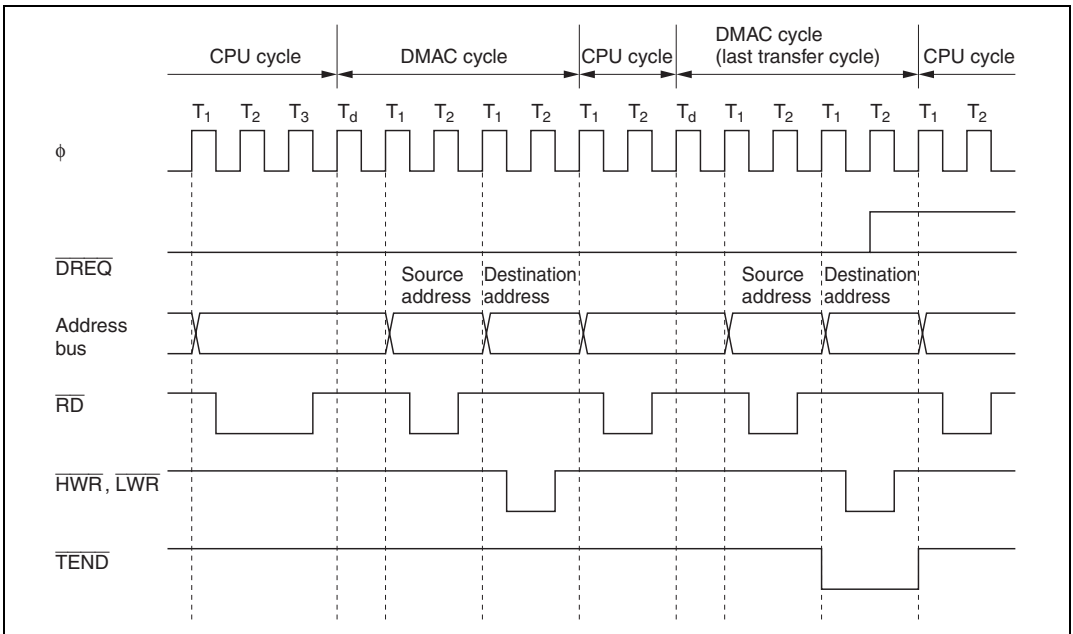 CPU cycle DMAC cycle CPU cycle DMAC cycle (last transfer cycle) CPU cycle
T1 T2 T3 Td T1 T2 T1 T2 T1 T2 Td T1 T2 T1 T2 T1 T2
φ
DREQ
Source address Destination address Source address Destination address
Address bus
RD
HWR, LWR
TEND